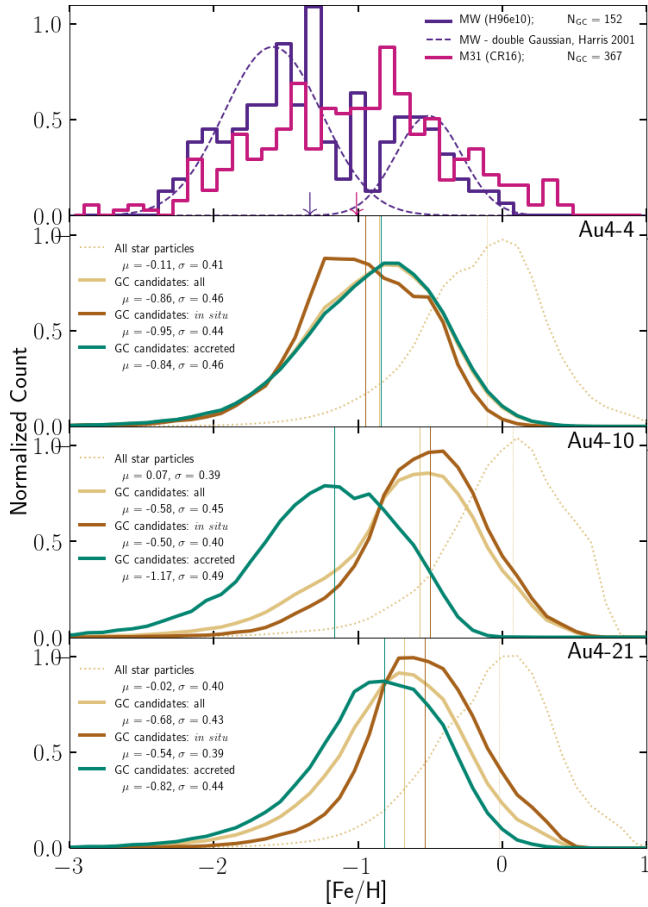 1.0
0.5
0.0
MW (H96e10); N_GC = 152
MW - double Gaussian, Harris 2001
M31 (CR16); N_GC = 367
Au4-4
1.0
0.5
0.0
All star particles
μ = -0.11, σ = 0.41
GC candidates: all
μ = -0.86, σ = 0.46
GC candidates: in situ
μ = -0.95, σ = 0.44
GC candidates: accreted
μ = -0.84, σ = 0.46
Normalized Count
Au4-10
1.0
0.5
0.0
All star particles
μ = 0.07, σ = 0.39
GC candidates: all
μ = -0.58, σ = 0.45
GC candidates: in situ
μ = -0.50, σ = 0.40
GC candidates: accreted
μ = -1.17, σ = 0.49
Au4-21
1.0
0.5
0.0
All star particles
μ = -0.02, σ = 0.40
GC candidates: all
μ = -0.68, σ = 0.43
GC candidates: in situ
μ = -0.54, σ = 0.39
GC candidates: accreted
μ = -0.82, σ = 0.44
−3 −2 −1 0 1
[Fe/H]